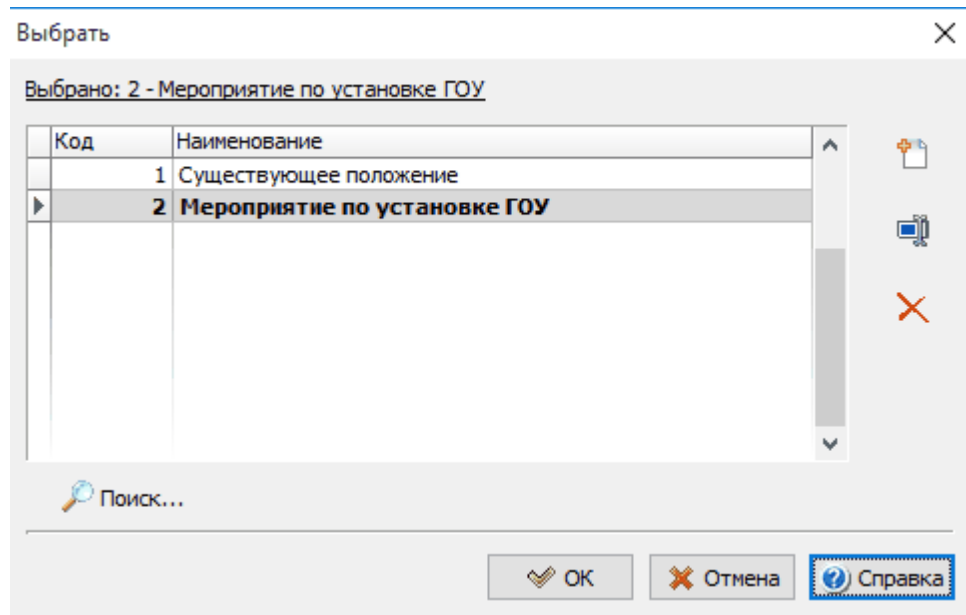 Выбрать
Выбрано: 2 - Мероприятие по установке ГОУ
Код Наименование
1 Существующее положение
2 Мероприятие по установке ГОУ
Поиск...
ОК Отмена Справка